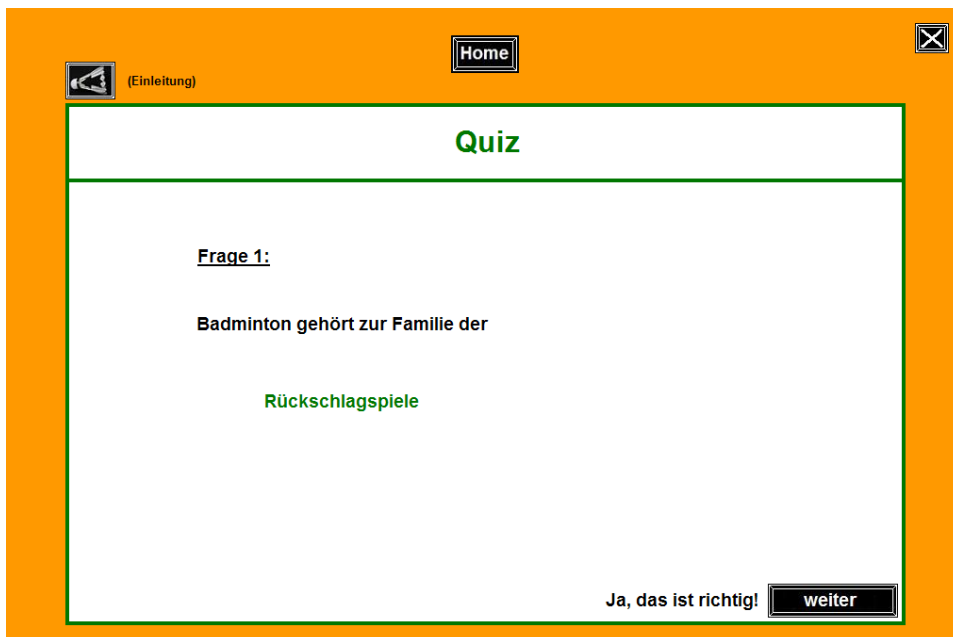 Home
(Einleitung)
Quiz
Frage 1:
Badminton gehört zur Familie der
Rückschlagspiele
Ja, das ist richtig! weiter